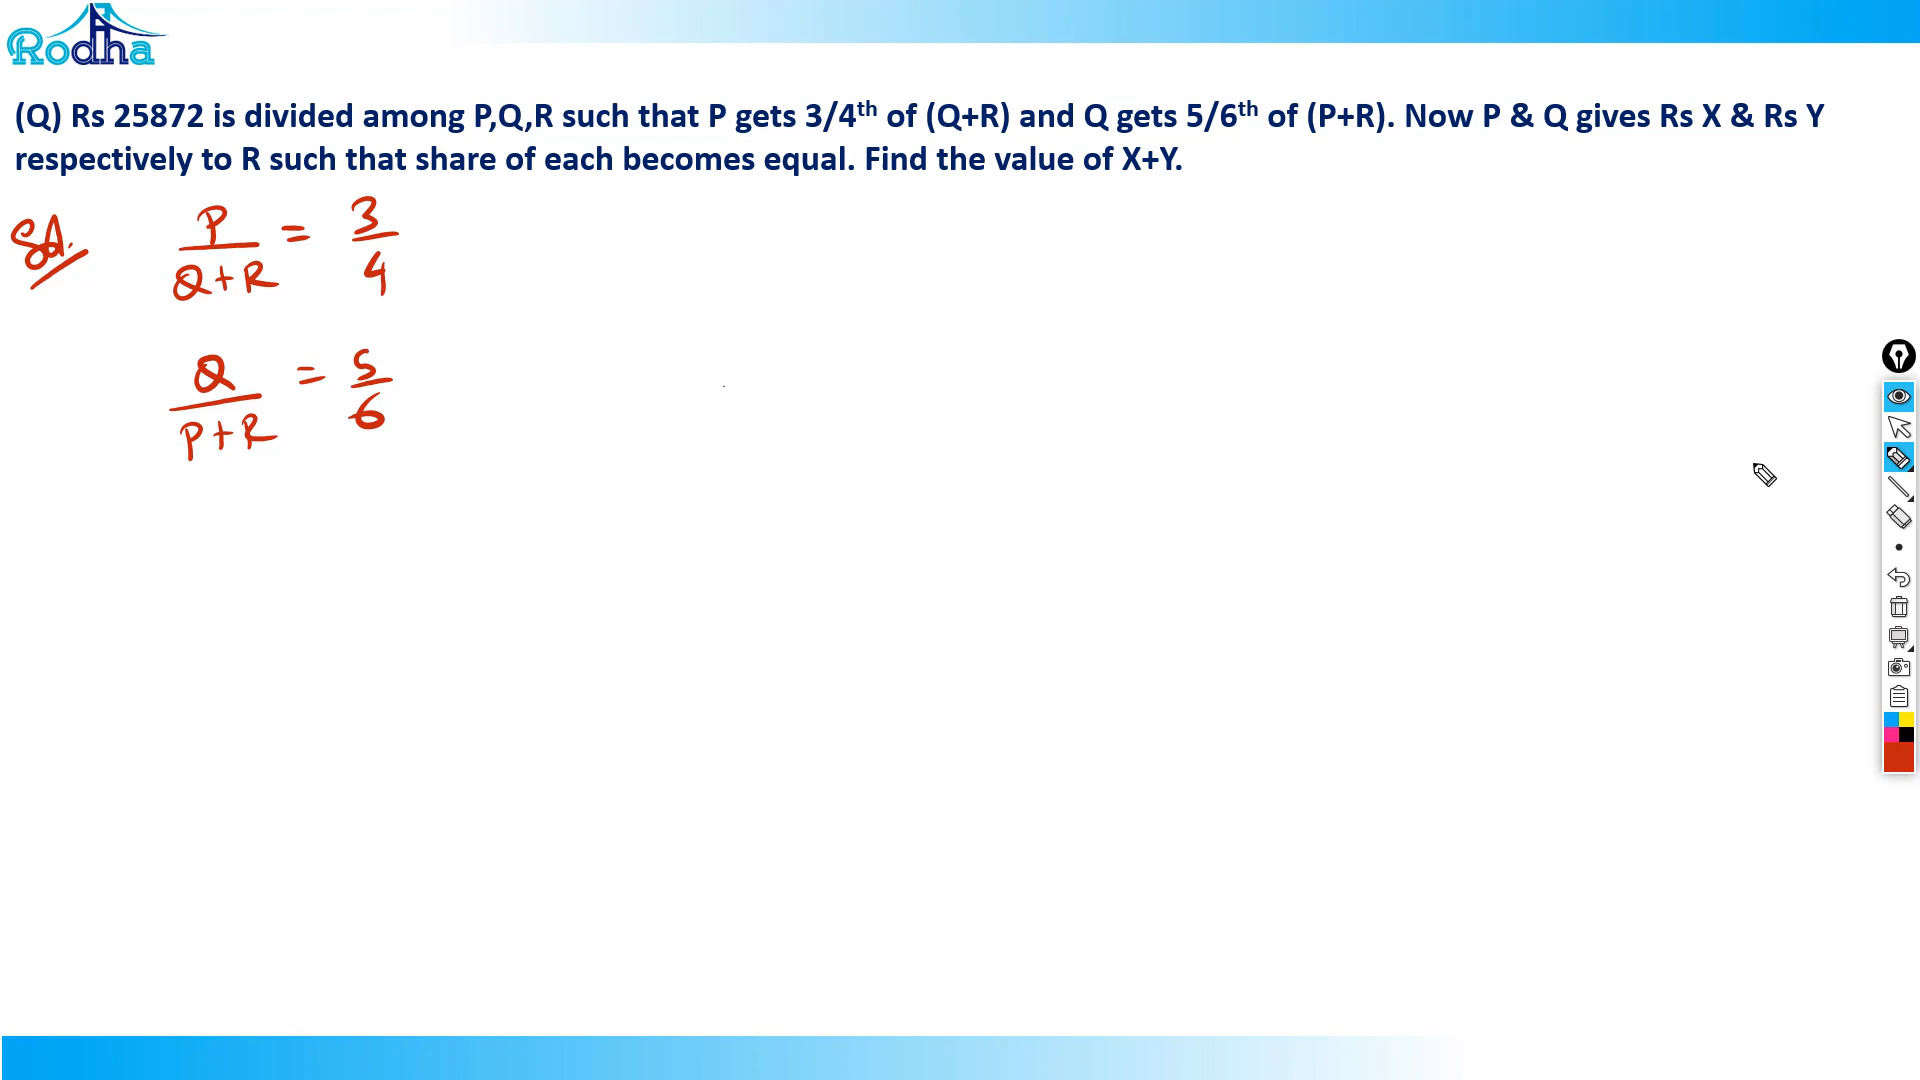 Rodha
(Q) Rs 25872 is divided among P,Q,R such that P gets 3/4th of (Q+R) and Q gets 5/6th of (P+R). Now P & Q gives Rs X & Rs Y
respectively to R such that share of each becomes equal. Find the value of X+Y.
Sol.
P/(Q+R) = 3/4
Q/(P+R) = 5/6